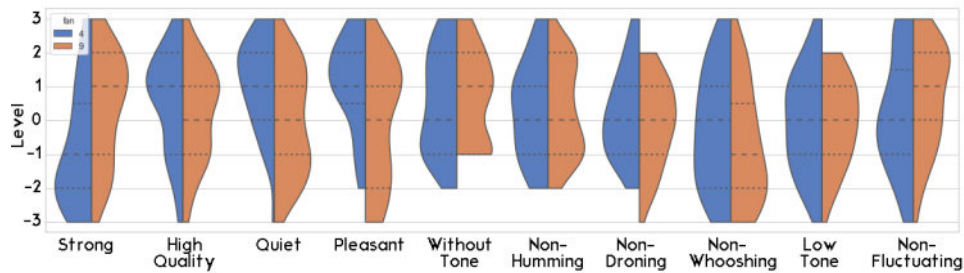 fan
4
9
Level
3
2
1
0
-1
-2
-3
Strong
High
Quality
Quiet
Pleasant
Without
Tone
Non-
Humming
Non-
Droning
Non-
Whooshing
Low
Tone
Non-
Fluctuating